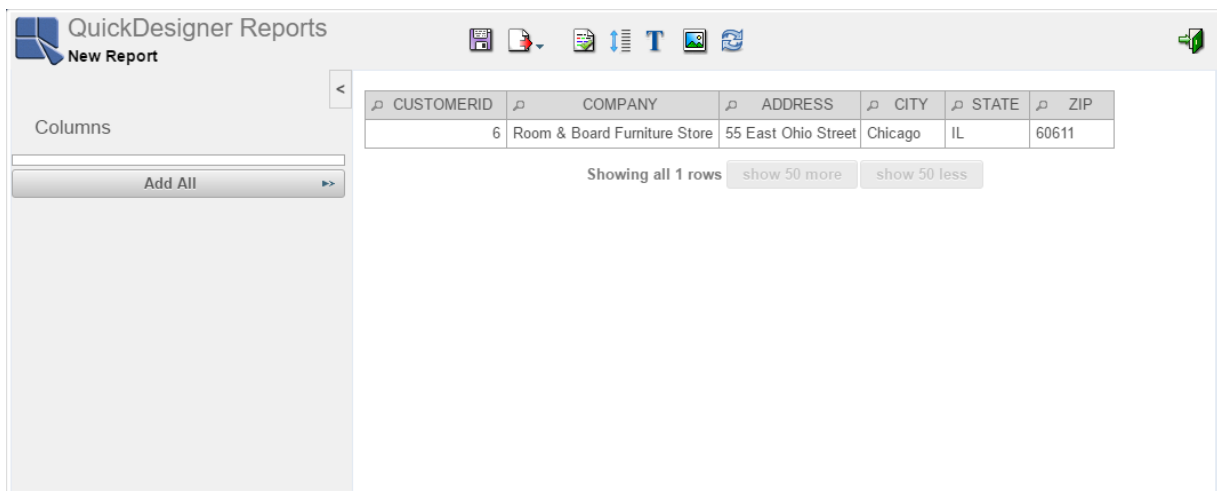 QuickDesigner Reports
New Report
T
<
Columns
Add All
CUSTOMERID COMPANY ADDRESS CITY STATE ZIP
6 Room & Board Furniture Store 55 East Ohio Street Chicago IL 60611
Showing all 1 rows show 50 more show 50 less